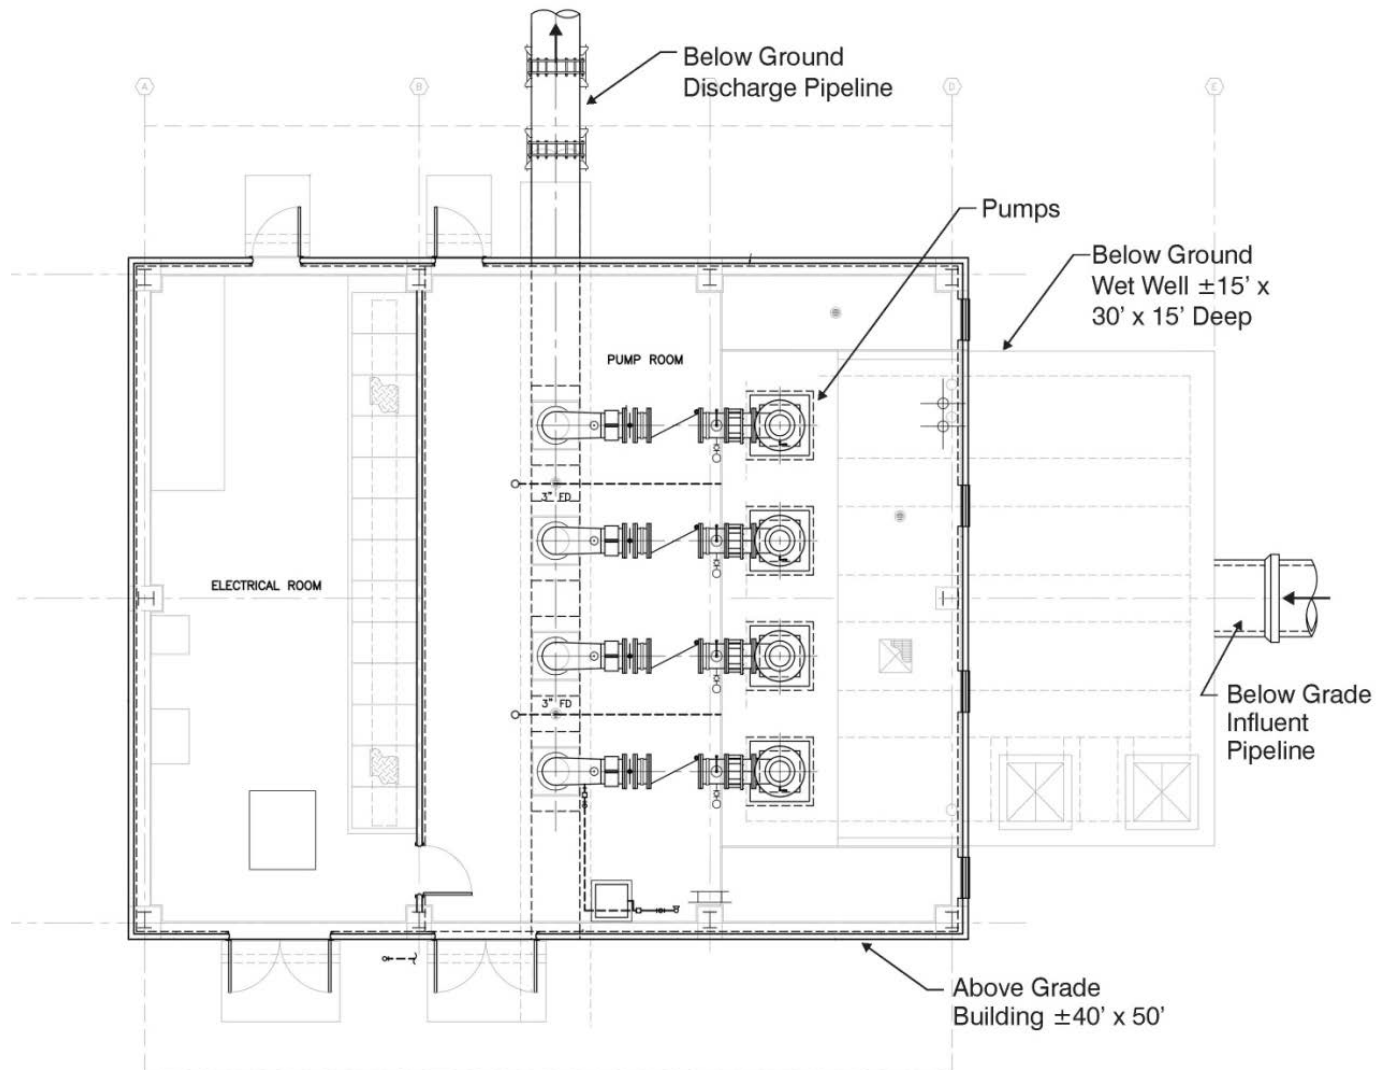 Below Ground
Discharge Pipeline
A
B
D
E
Pumps
Below Ground
Wet Well ±15’ x
30’ x 15’ Deep
PUMP ROOM
3" FD
ELECTRICAL ROOM
Below Grade
Influent
Pipeline
3" FD
Above Grade
Building ±40’ x 50’